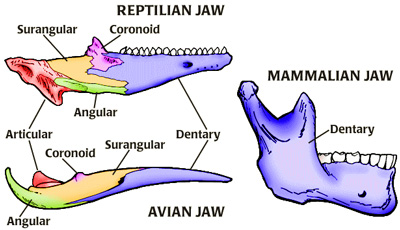 REPTILIAN JAW
Surangular
Coronoid
Angular
Articular
Dentary
Coronoid
Surangular
Angular
AVIAN JAW
MAMMALIAN JAW
Dentary